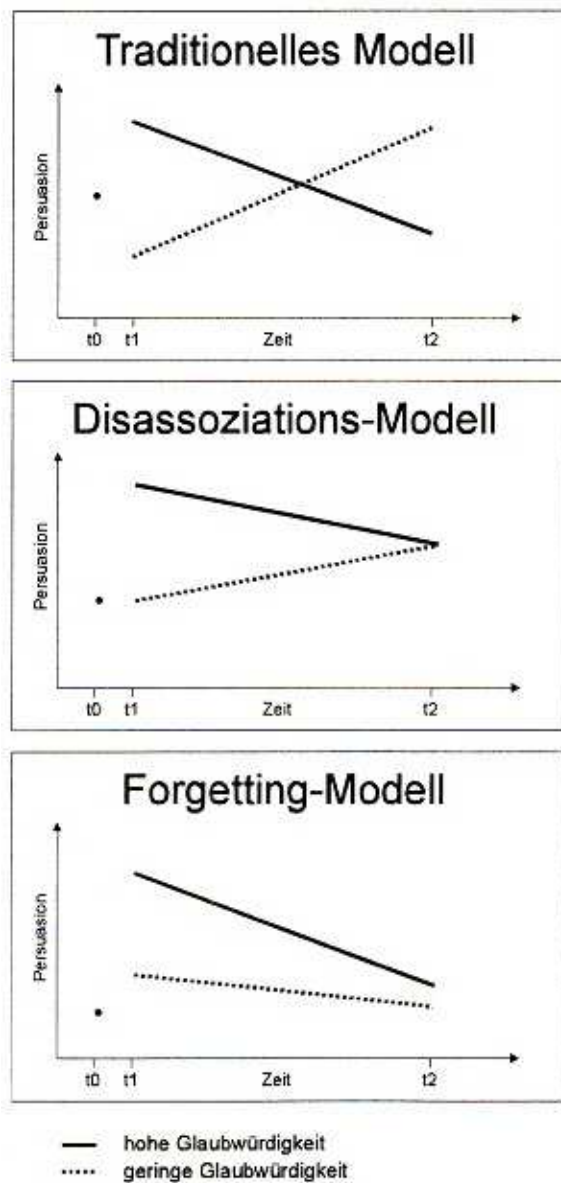 Traditionelles Modell
Persuasion
t0 t1 Zeit t2
Disassoziations-Modell
Persuasion
t0 t1 Zeit t2
Forgetting-Modell
Persuasion
t0 t1 Zeit t2
hohe Glaubwürdigkeit
geringe Glaubwürdigkeit